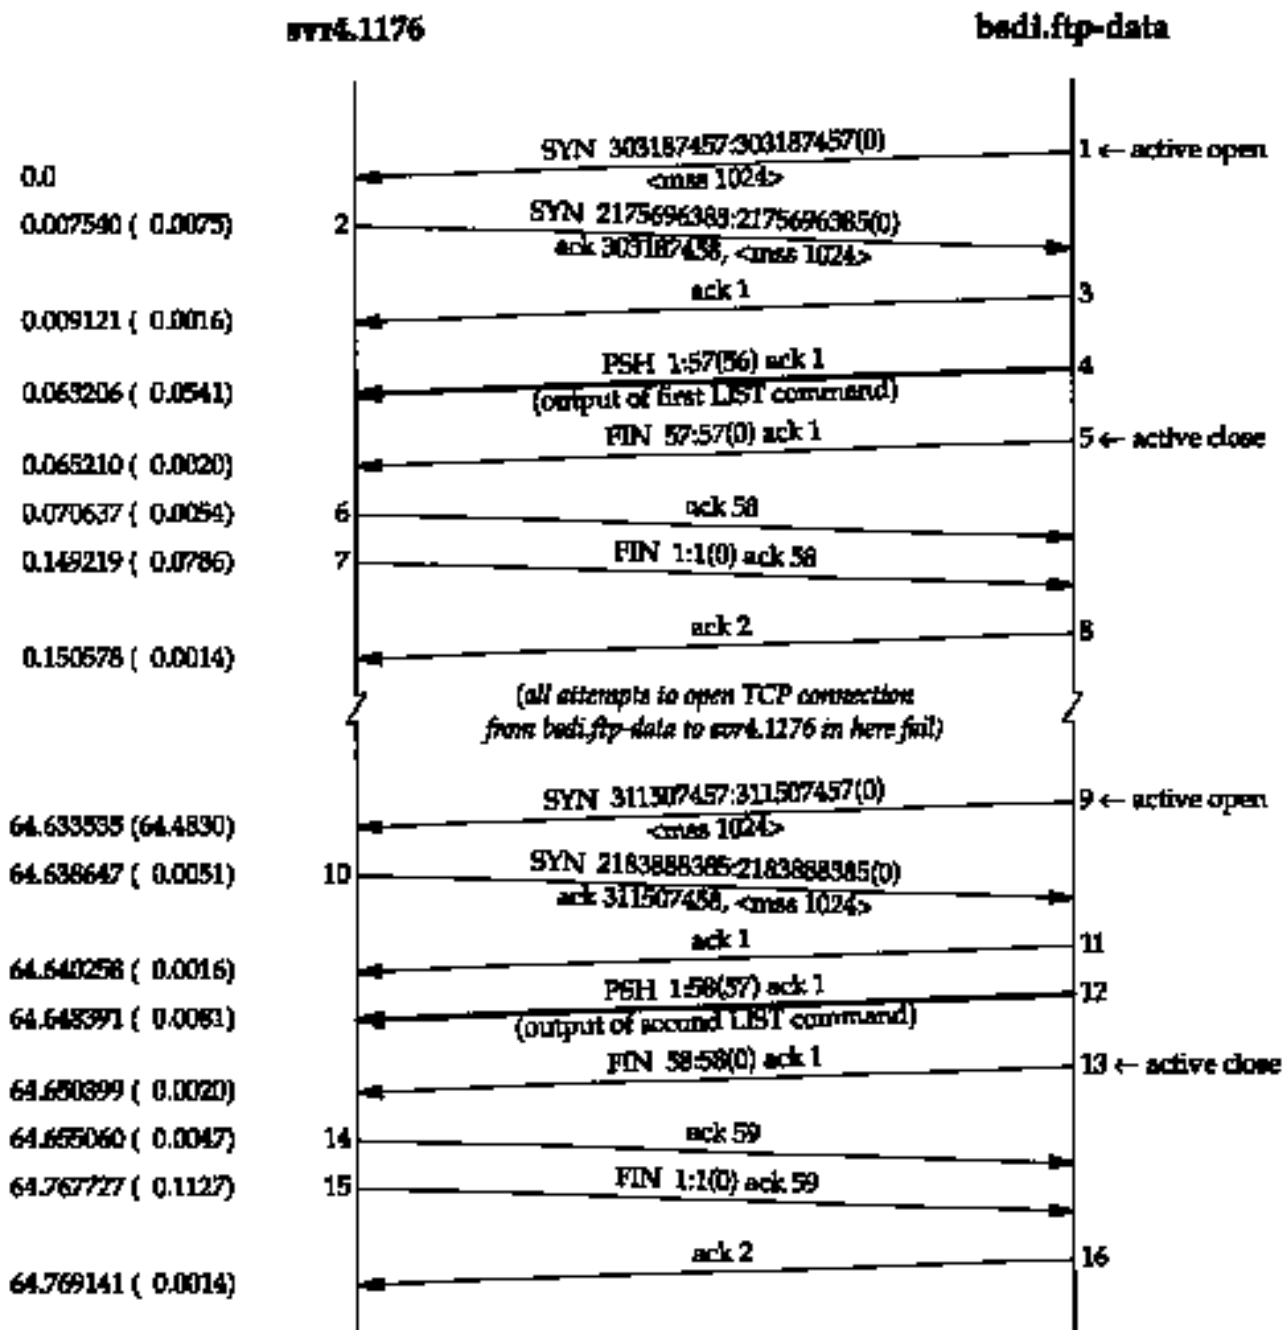 svr4.1176 bsdi.ftp-data
SYN 303187457:303187457(0) 1 ← active open
0.0 <mss 1024>
0.007540 ( 0.0075) 2 SYN 2175696385:2175696385(0)
ack 303187458, <mss 1024>
ack 1 3
0.009121 ( 0.0016)
PSH 1:57(56) ack 1 4
0.063206 ( 0.0541) (output of first LIST command)
FIN 57:57(0) ack 1 5 ← active close
0.065210 ( 0.0020)
0.070637 ( 0.0054) 6 ack 58
0.149219 ( 0.0786) 7 FIN 1:1(0) ack 58
ack 2 8
0.150578 ( 0.0014)
(all attempts to open TCP connection
from bsdi.ftp-data to svr4.1176 in here fail)
SYN 311507457:311507457(0) 9 ← active open
64.633535 (64.4830) <mss 1024>
64.638647 ( 0.0051) 10 SYN 2183888385:2183888385(0)
ack 311507458, <mss 1024>
ack 1 11
64.640258 ( 0.0016)
PSH 1:58(57) ack 1 12
64.648391 ( 0.0081) (output of second LIST command)
FIN 58:58(0) ack 1 13 ← active close
64.650399 ( 0.0020)
64.655060 ( 0.0047) 14 ack 59
64.767727 ( 0.1127) 15 FIN 1:1(0) ack 59
ack 2 16
64.769141 ( 0.0014)